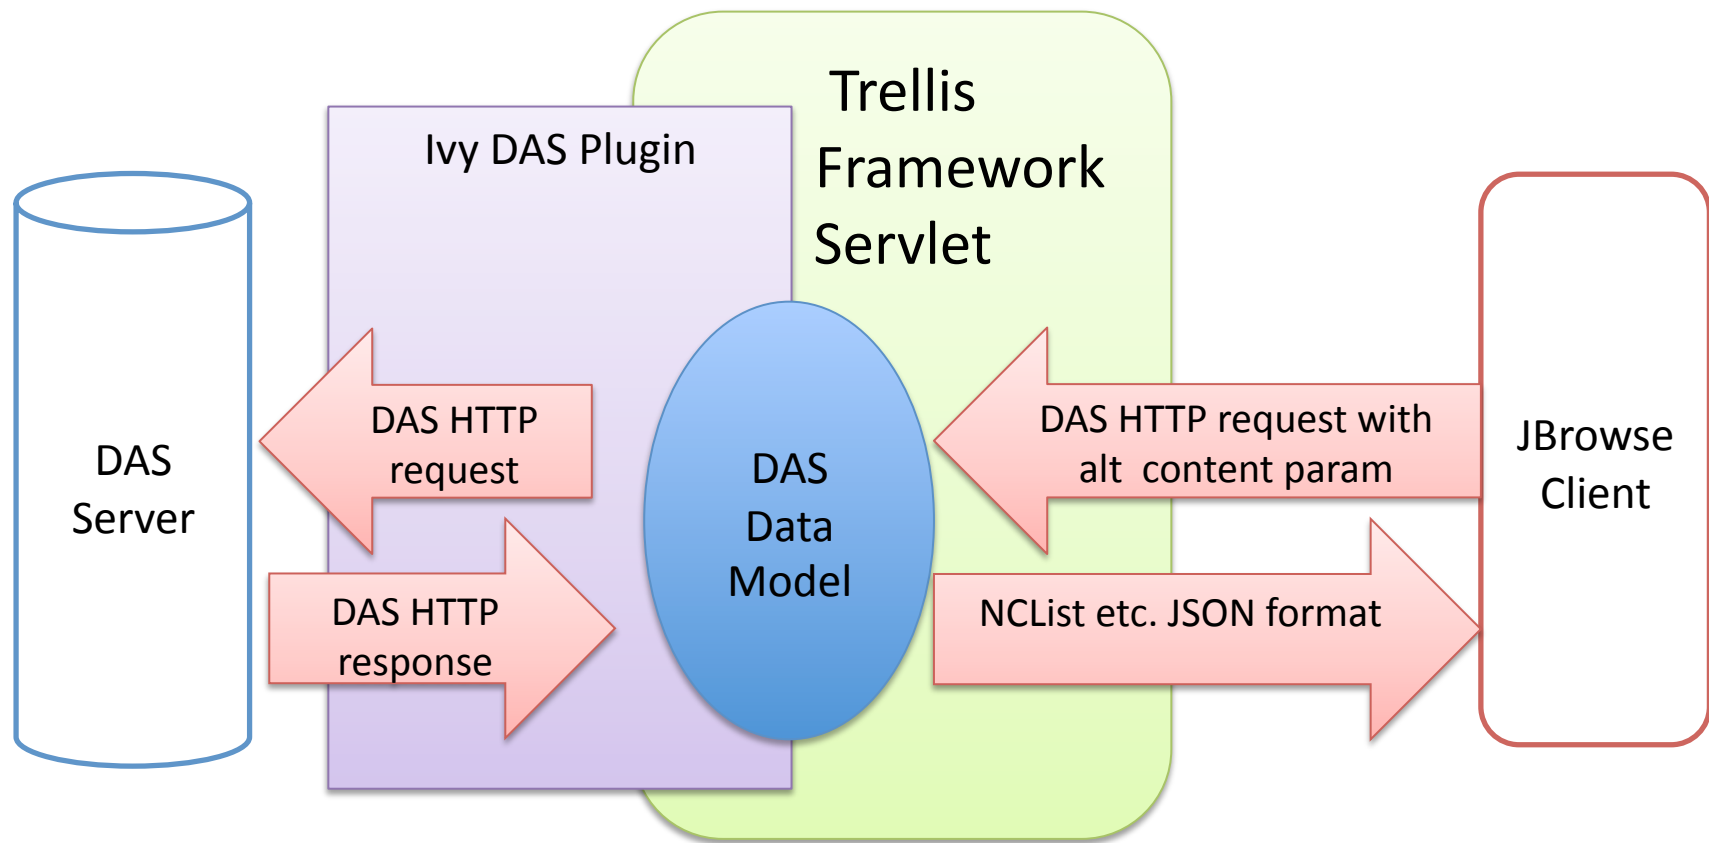 Trellis
Framework
Servlet
Ivy DAS Plugin
DAS
Server
DAS HTTP
request
DAS HTTP
response
DAS
Data
Model
DAS HTTP request with
alt content param
NCList etc. JSON format
JBrowse
Client